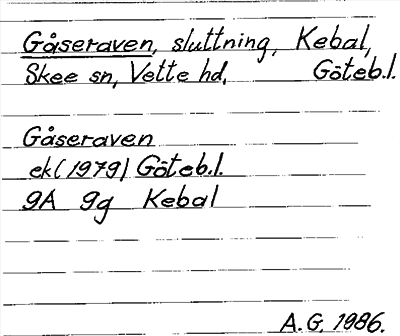 Gåseraven, sluttning, Kebal,
Skee sn, Vette hd, Göteb.l.
Gåseraven
ek(1979) Göteb.l.
9A 9g Kebal
A.G. 1986.